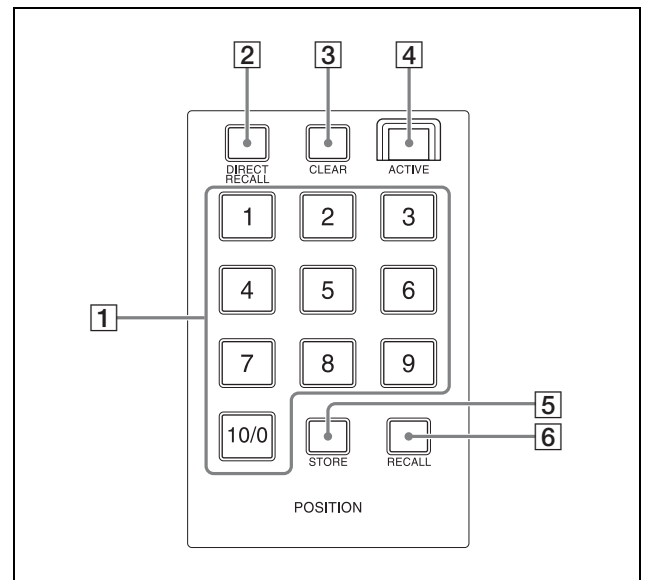 2 3 4
DIRECT
RECALL
CLEAR
ACTIVE
1 2 3
4 5 6
1
7 8 9
5
10/0
6
STORE
RECALL
POSITION